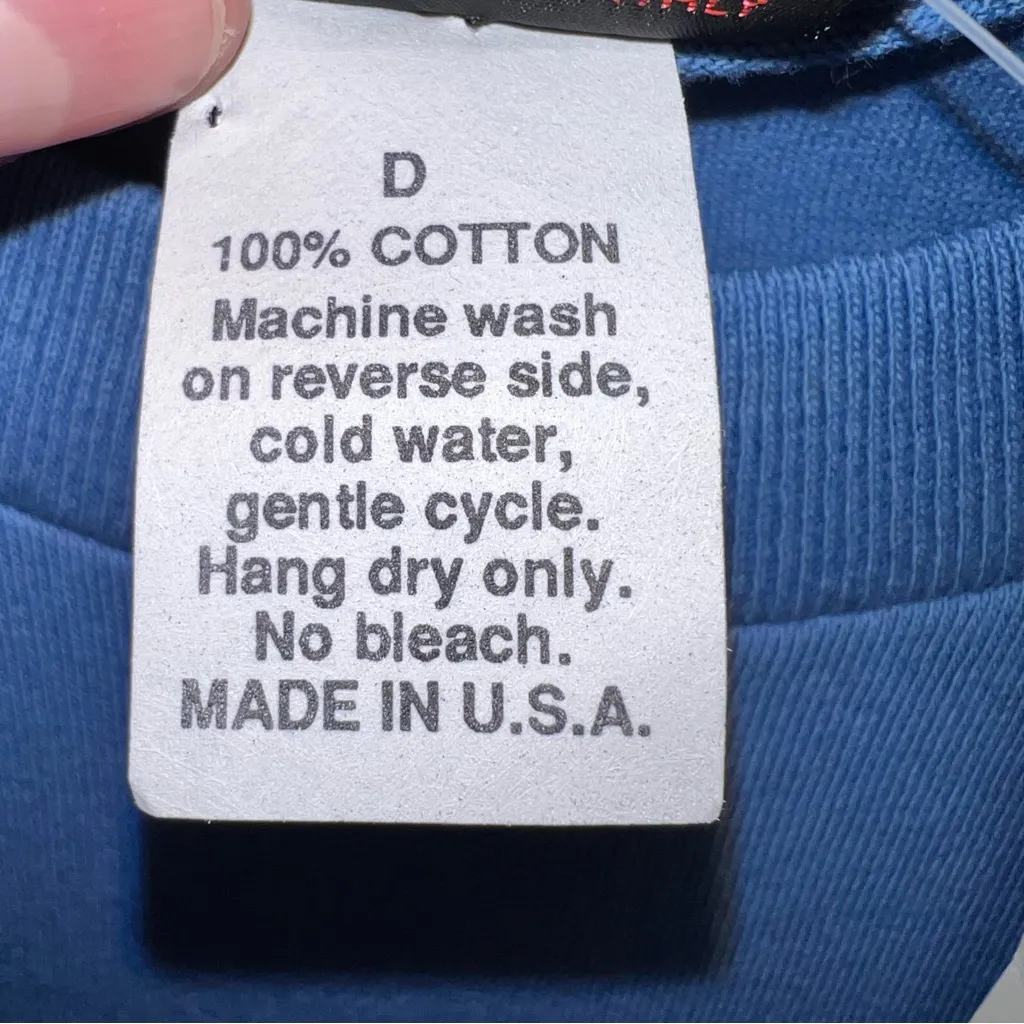 D
100% COTTON
Machine wash
on reverse side,
cold water,
gentle cycle.
Hang dry only.
No bleach.
MADE IN U.S.A.